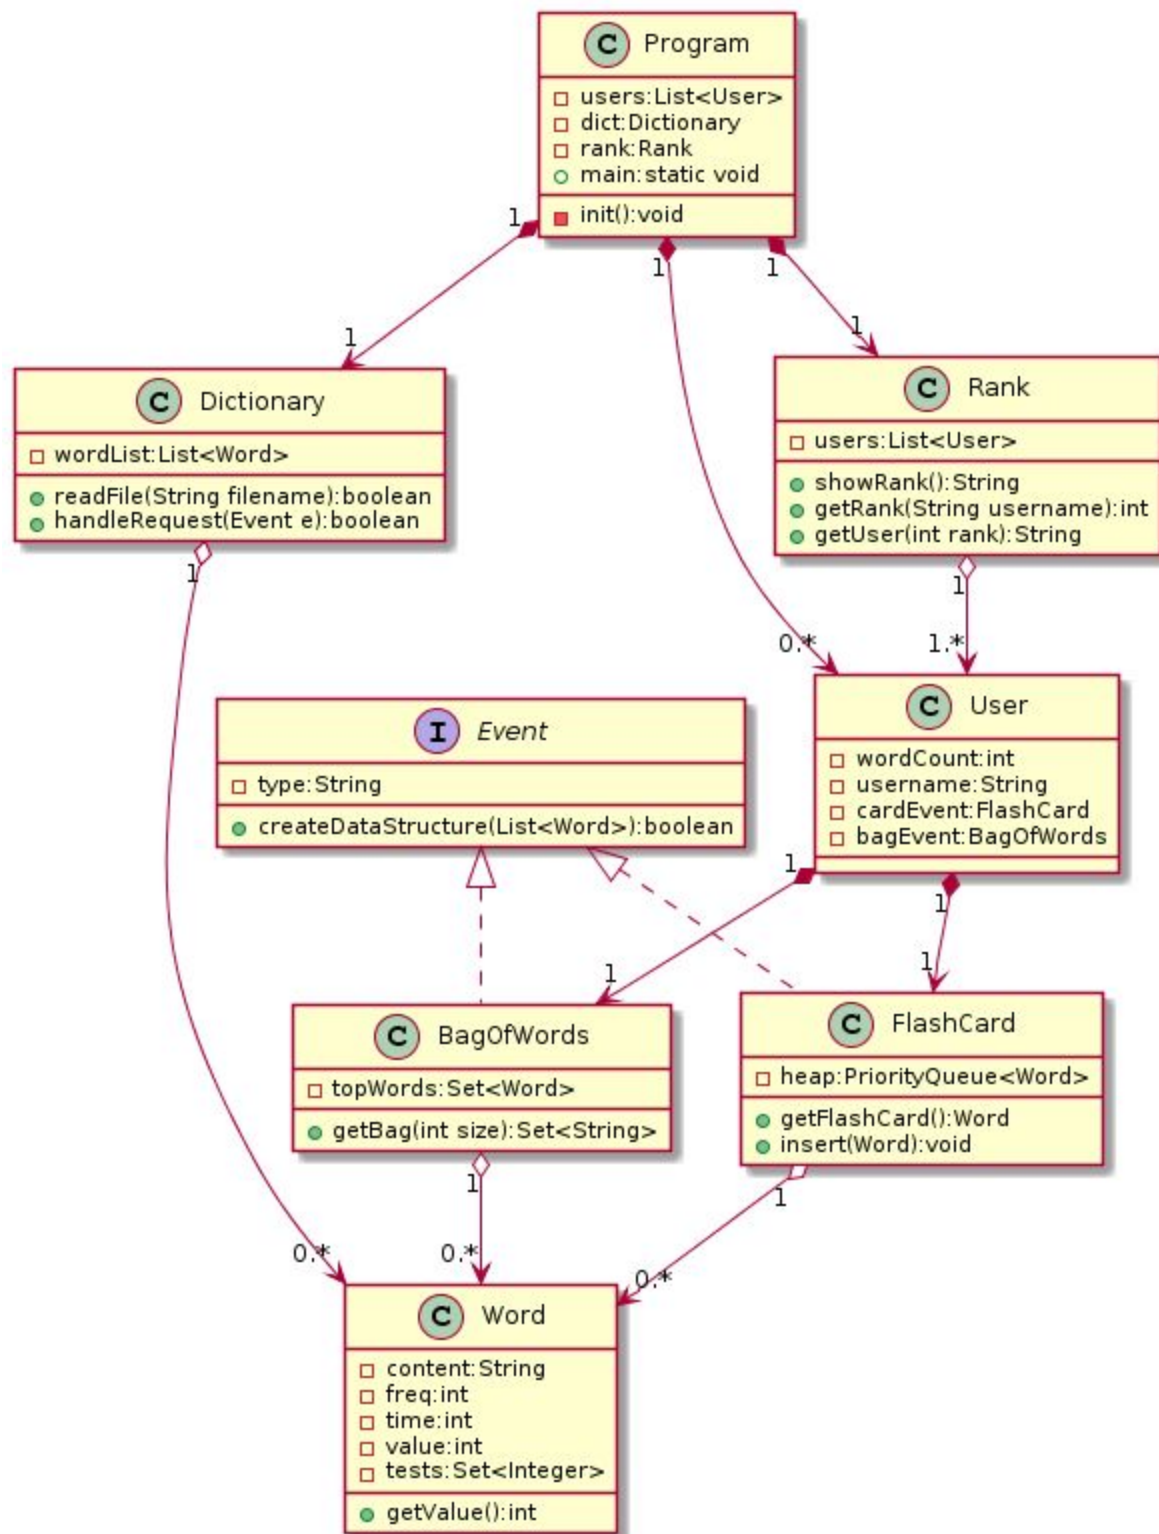 C Program
users:List<User>
dict:Dictionary
rank:Rank
main:static void
init():void
1
1
1
1
1
C Dictionary
wordList:List<Word>
readFile(String filename):boolean
handleRequest(Event e):boolean
1
C Rank
users:List<User>
showRank():String
getRank(String username):int
getUser(int rank):String
1
0.*
1.*
I Event
type:String
createDataStructure(List<Word>):boolean
C User
wordCount:int
username:String
cardEvent:FlashCard
bagEvent:BagOfWords
1
1
1
1
C BagOfWords
topWords:Set<Word>
getBag(int size):Set<String>
1
C FlashCard
heap:PriorityQueue<Word>
getFlashCard():Word
insert(Word):void
1
0.*
0.*
0.*
C Word
content:String
freq:int
time:int
value:int
tests:Set<Integer>
getValue():int